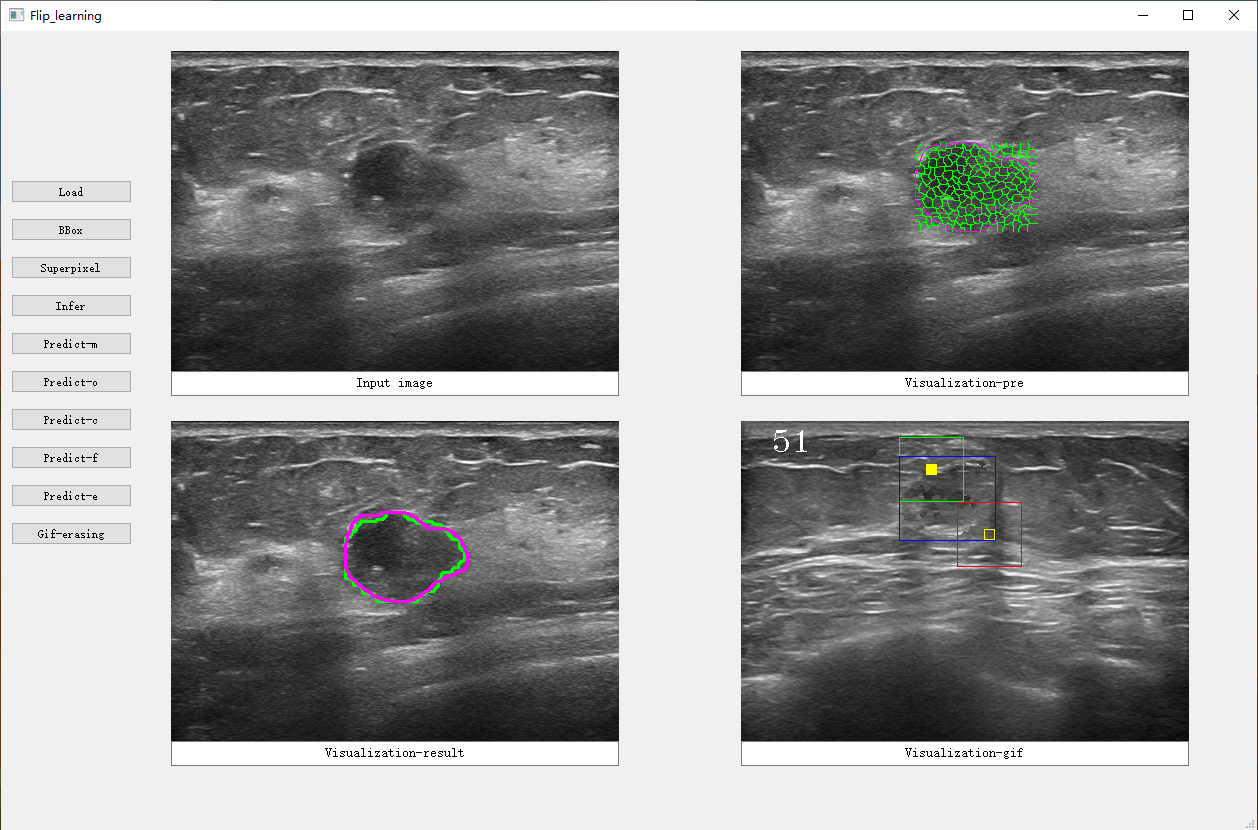 Flip_learning
Load
BBox
Superpixel
Infer
Predict-m
Predict-o
Predict-c
Predict-f
Predict-e
Gif-erasing
Input image
Visualization-pre
Visualization-result
51
Visualization-gif